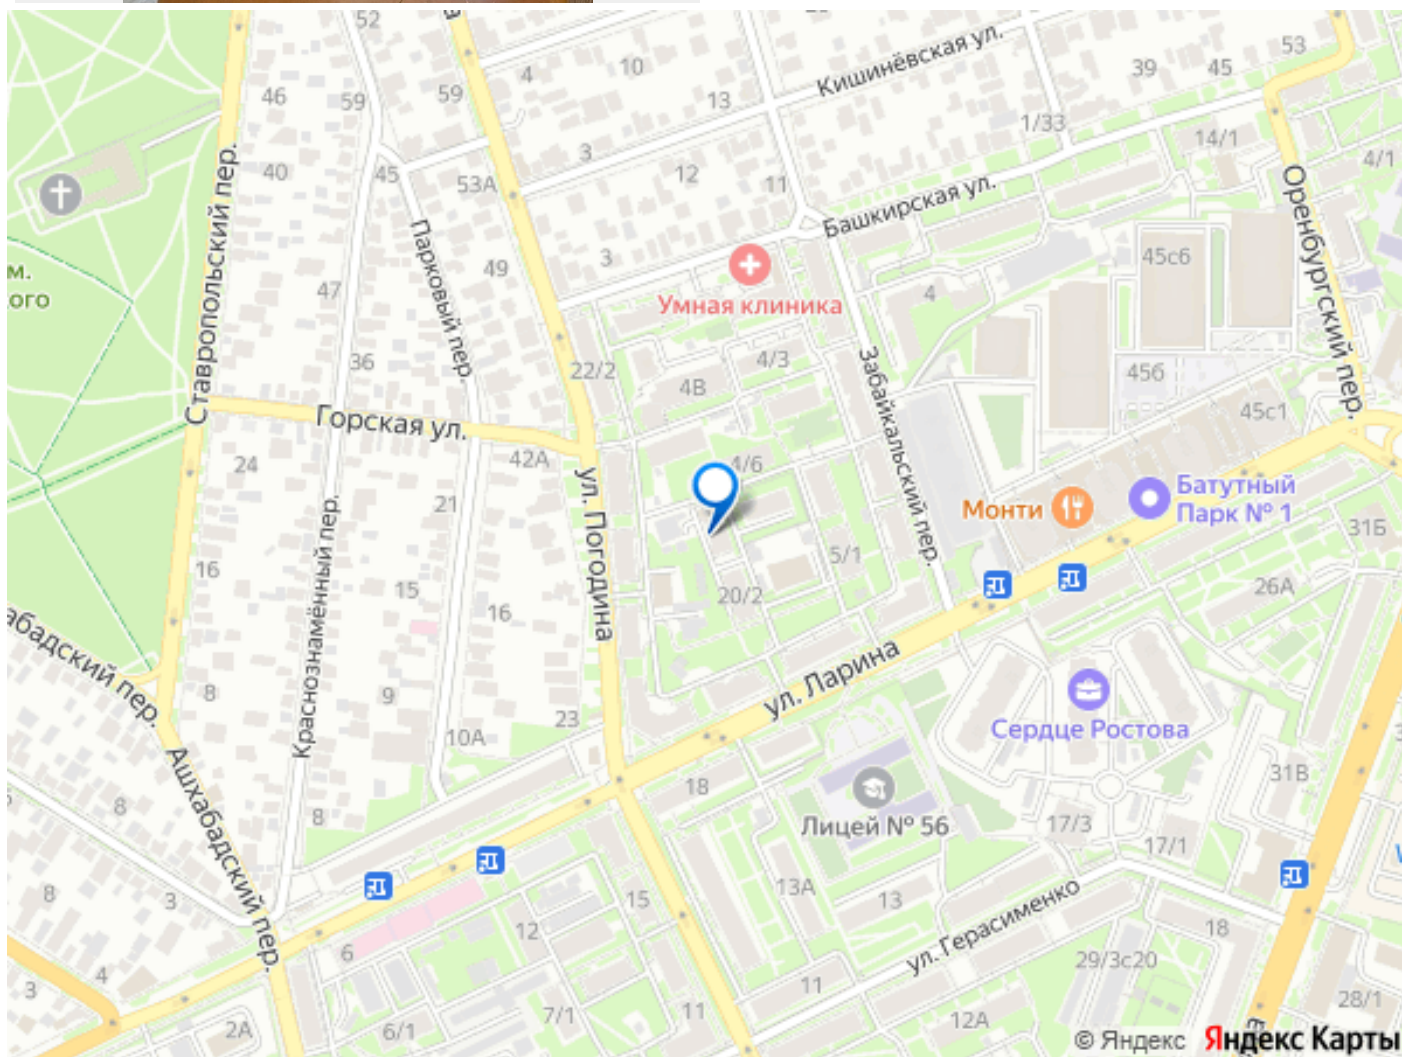 52
53
Кишинёвская ул.
10
4
39
45
46
59
59
13
1/33
14/1
4/1
3
40
45
53А
12
11
Ставропольский пер.
Парковый пер.
Башкирская ул.
Оренбургский пер.
49
3
45с6
м.
ого
47
Умная клиника
4
36
22/2
4/3
4В
Забайкальский пер.
45б
45с1
Горская ул.
42А
24
4/6
21
ул. Погодина
Монти
Батутный
Парк № 1
31Б
Краснознамённый пер.
16
15
16
5/1
20/2
26А
абадский пер.
8
9
ул. Ларина
Сердце Ростова
23
10А
Ашхабадский пер.
31В
18
8
8
Лицей № 56
17/3
17/1
8
3
13А
13
15
ул. Герасименко
12
18
6
4
3
29/3с20
11
11
28/1
2А
6/1
7/1
12А
© Яндекс Яндекс Карты